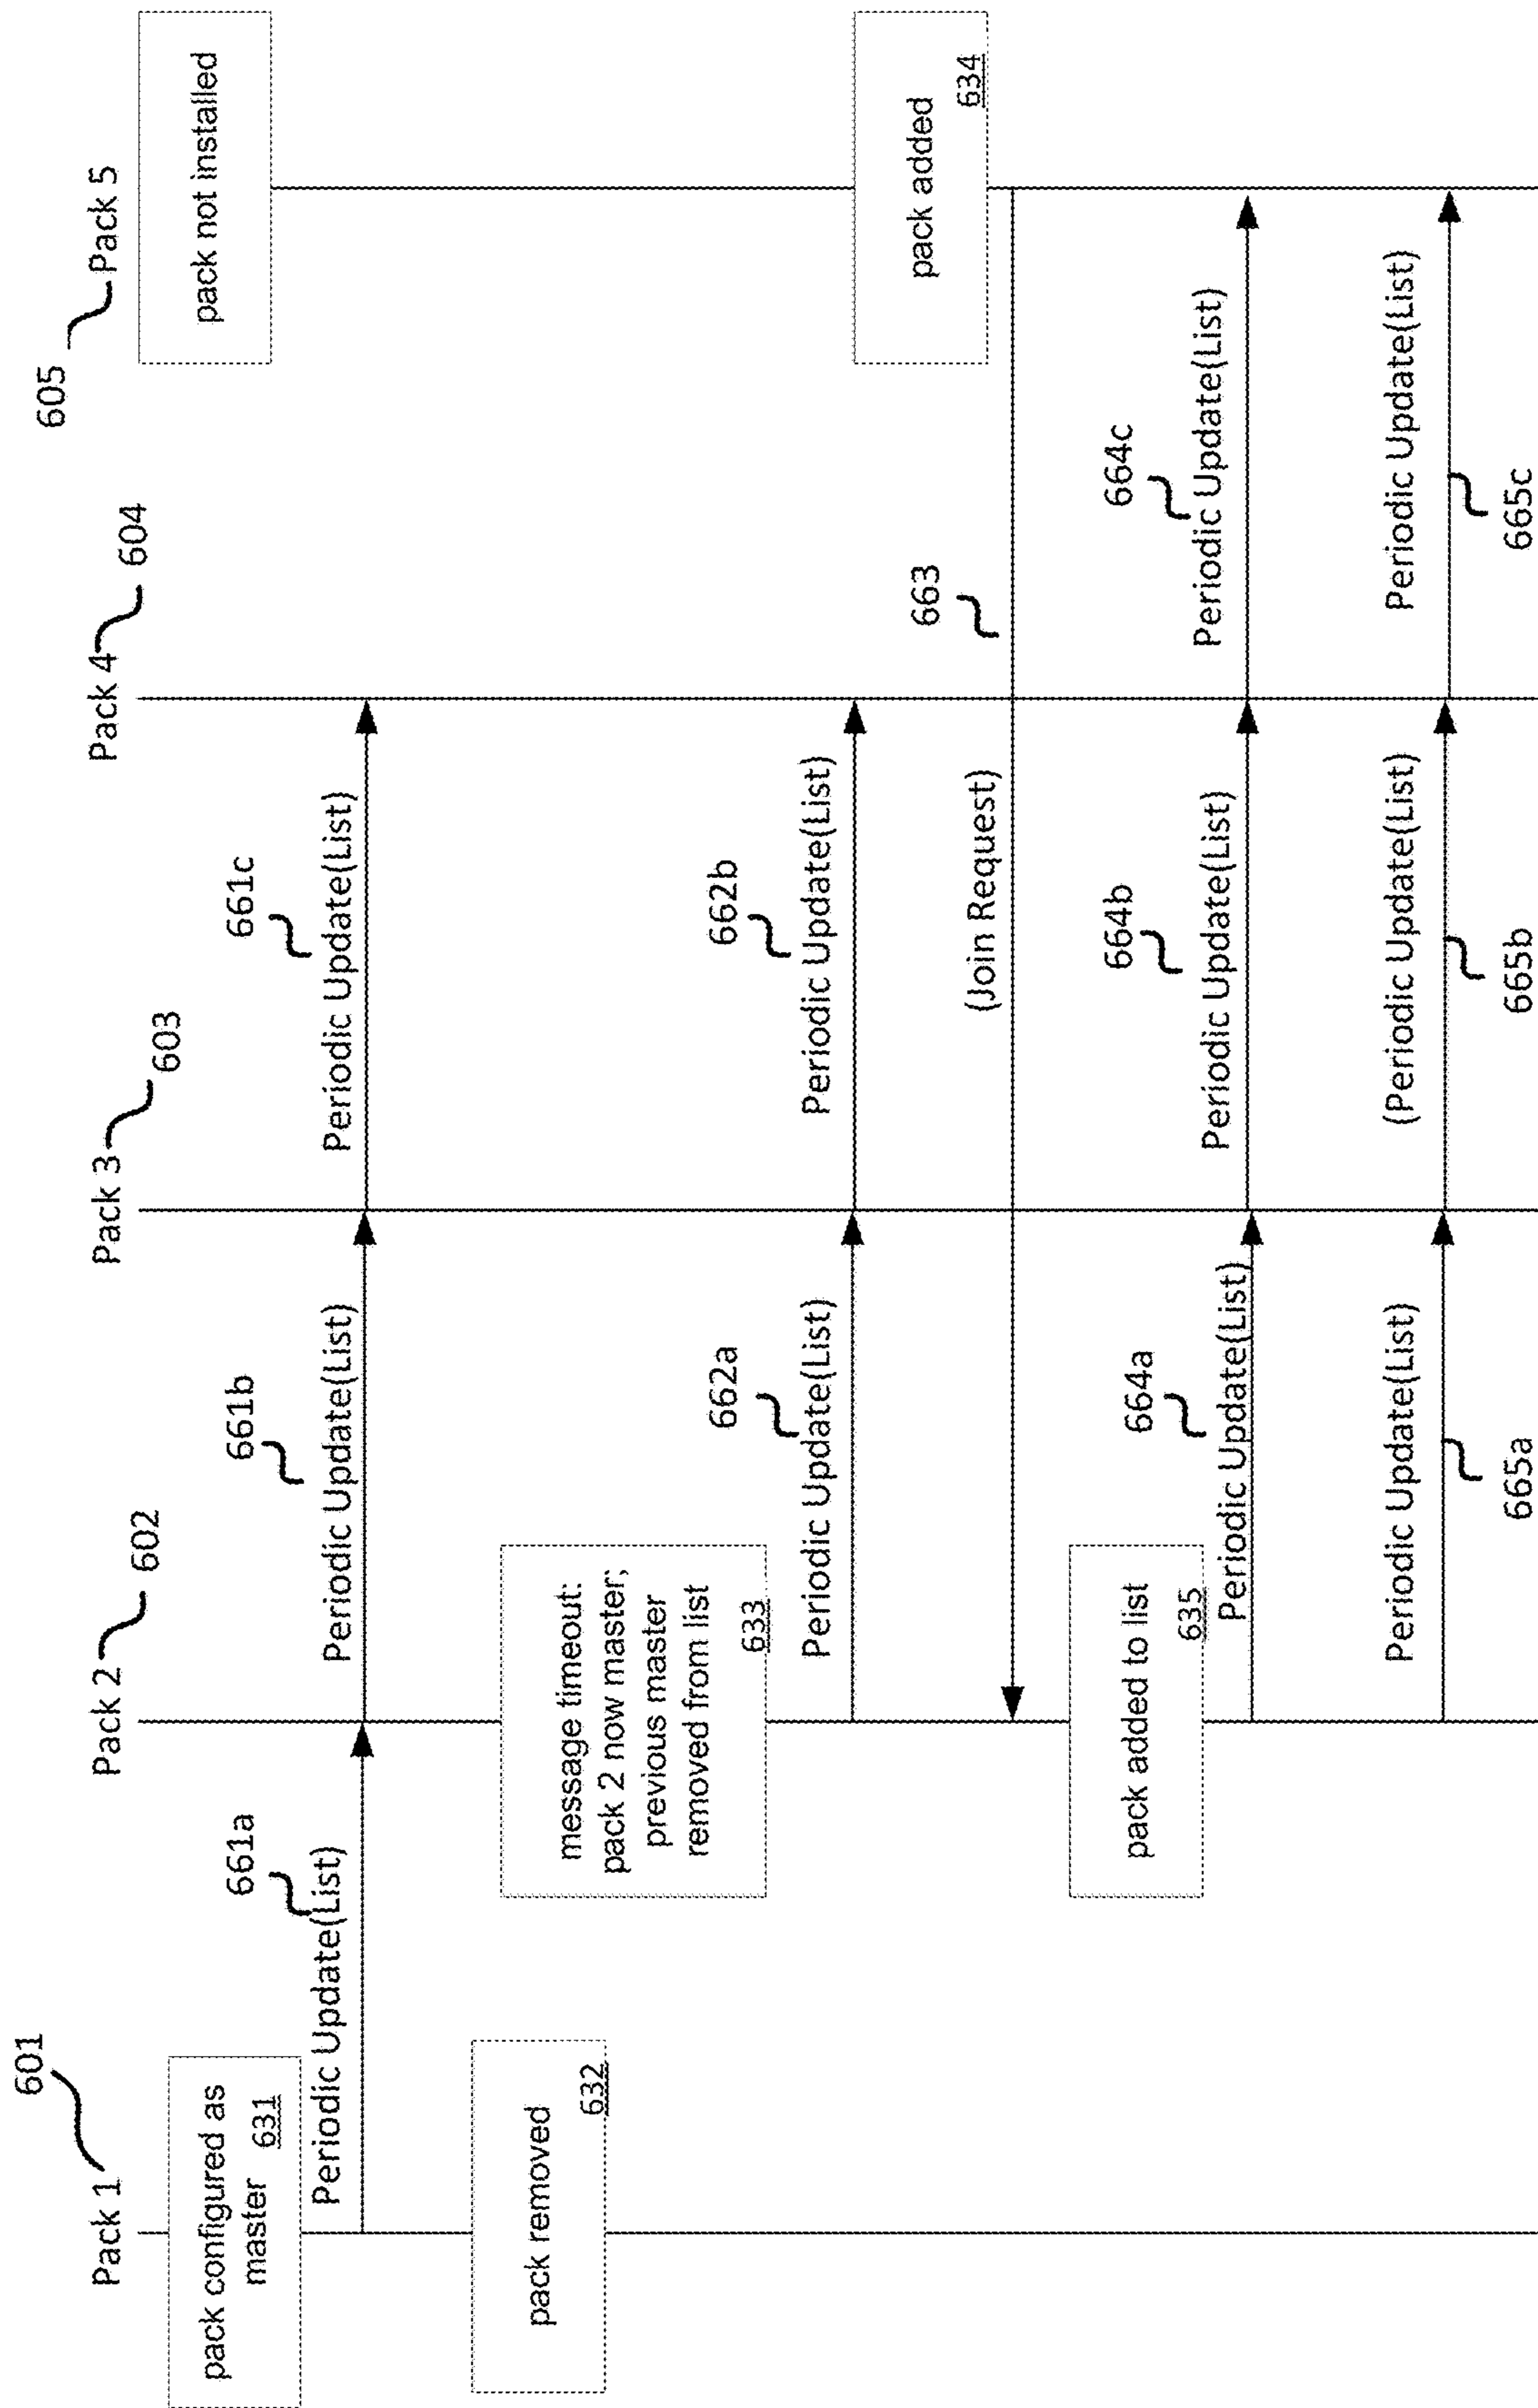 601
Pack 1
Pack 2
602
Pack 3
603
Pack 4
604
605
Pack 5
pack configured as
master 631
pack not installed
661a
Periodic Update(List)
661b
Periodic Update(List)
661c
Periodic Update(List)
pack removed
632
message timeout:
pack 2 now master;
previous master
removed from list
633
662a
Periodic Update(List)
662b
Periodic Update(List)
pack added
634
663
(Join Request)
pack added to list
635
664a
Periodic Update(List)
664b
Periodic Update(List)
664c
Periodic Update(List)
Periodic Update(List)
665a
(Periodic Update(List)
665b
Periodic Update(List)
665c